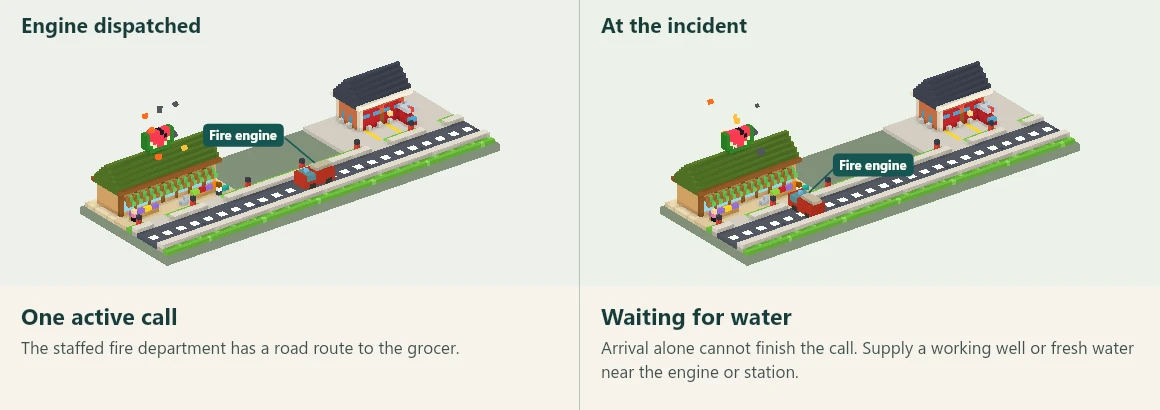 Engine dispatched
Fire engine
One active call
The staffed fire department has a road route to the grocer.
At the incident
Fire engine
Waiting for water
Arrival alone cannot finish the call. Supply a working well or fresh water
near the engine or station.